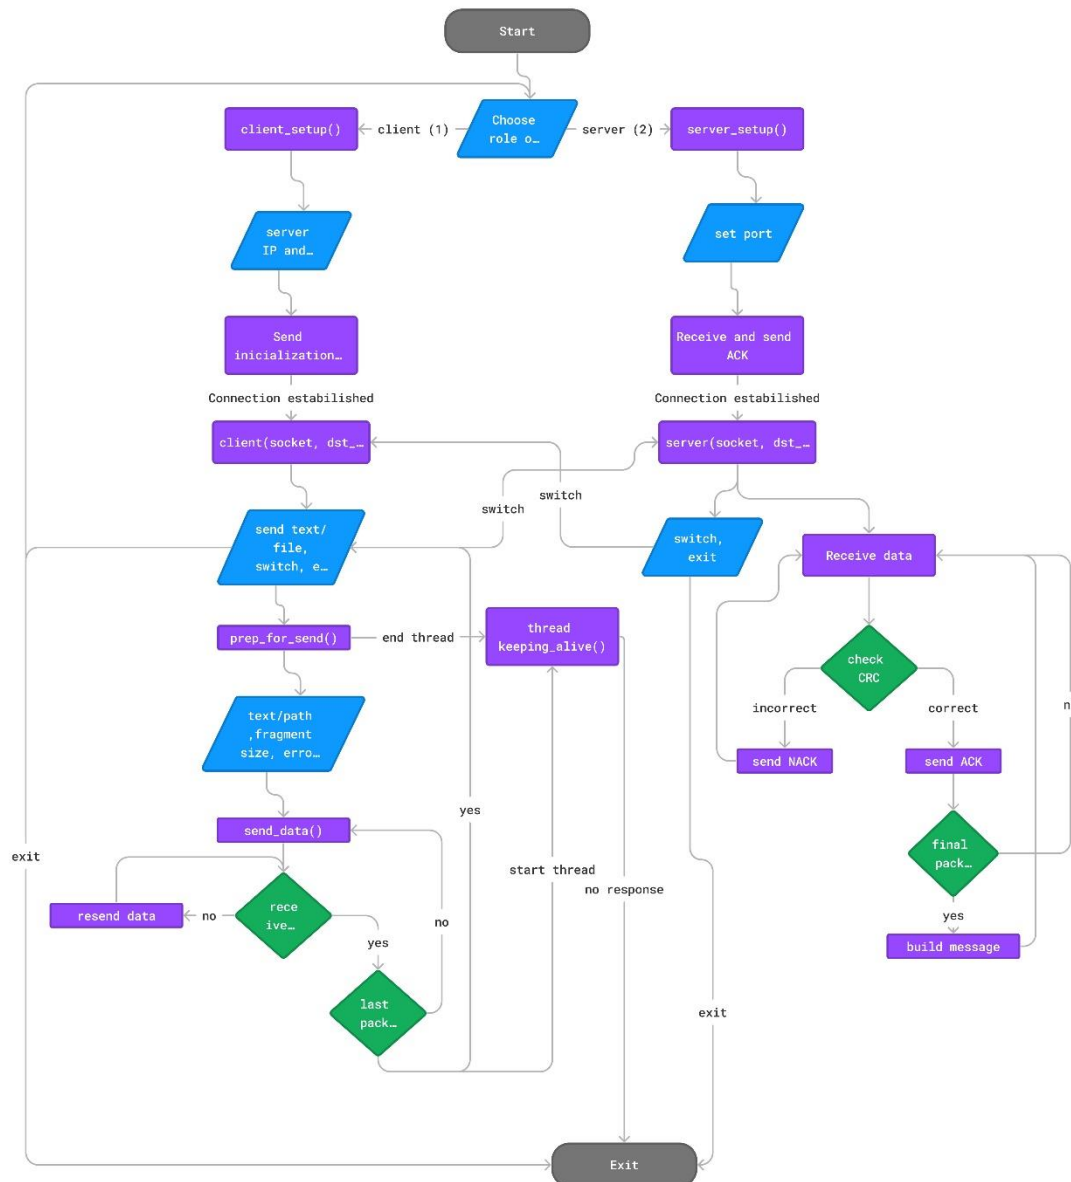 Start
client_setup()
client (1)
Choose
role o…
server (2)
server_setup()
server
IP and…
set port
Send
inicialization…
Receive and send
ACK
Connection estabilished
Connection estabilished
client(socket, dst_…
server(socket, dst_…
switch
switch
send text/
file,
switch, e…
switch,
exit
Receive data
prep_for_send()
end thread
thread
keeping_alive()
check
CRC
incorrect
correct
n
text/path
,fragment
size, erro…
send NACK
send ACK
send_data()
yes
final
pack…
exit
start thread
no response
resend data
no
rece
ive…
no
yes
yes
build message
last
pack…
exit
Exit